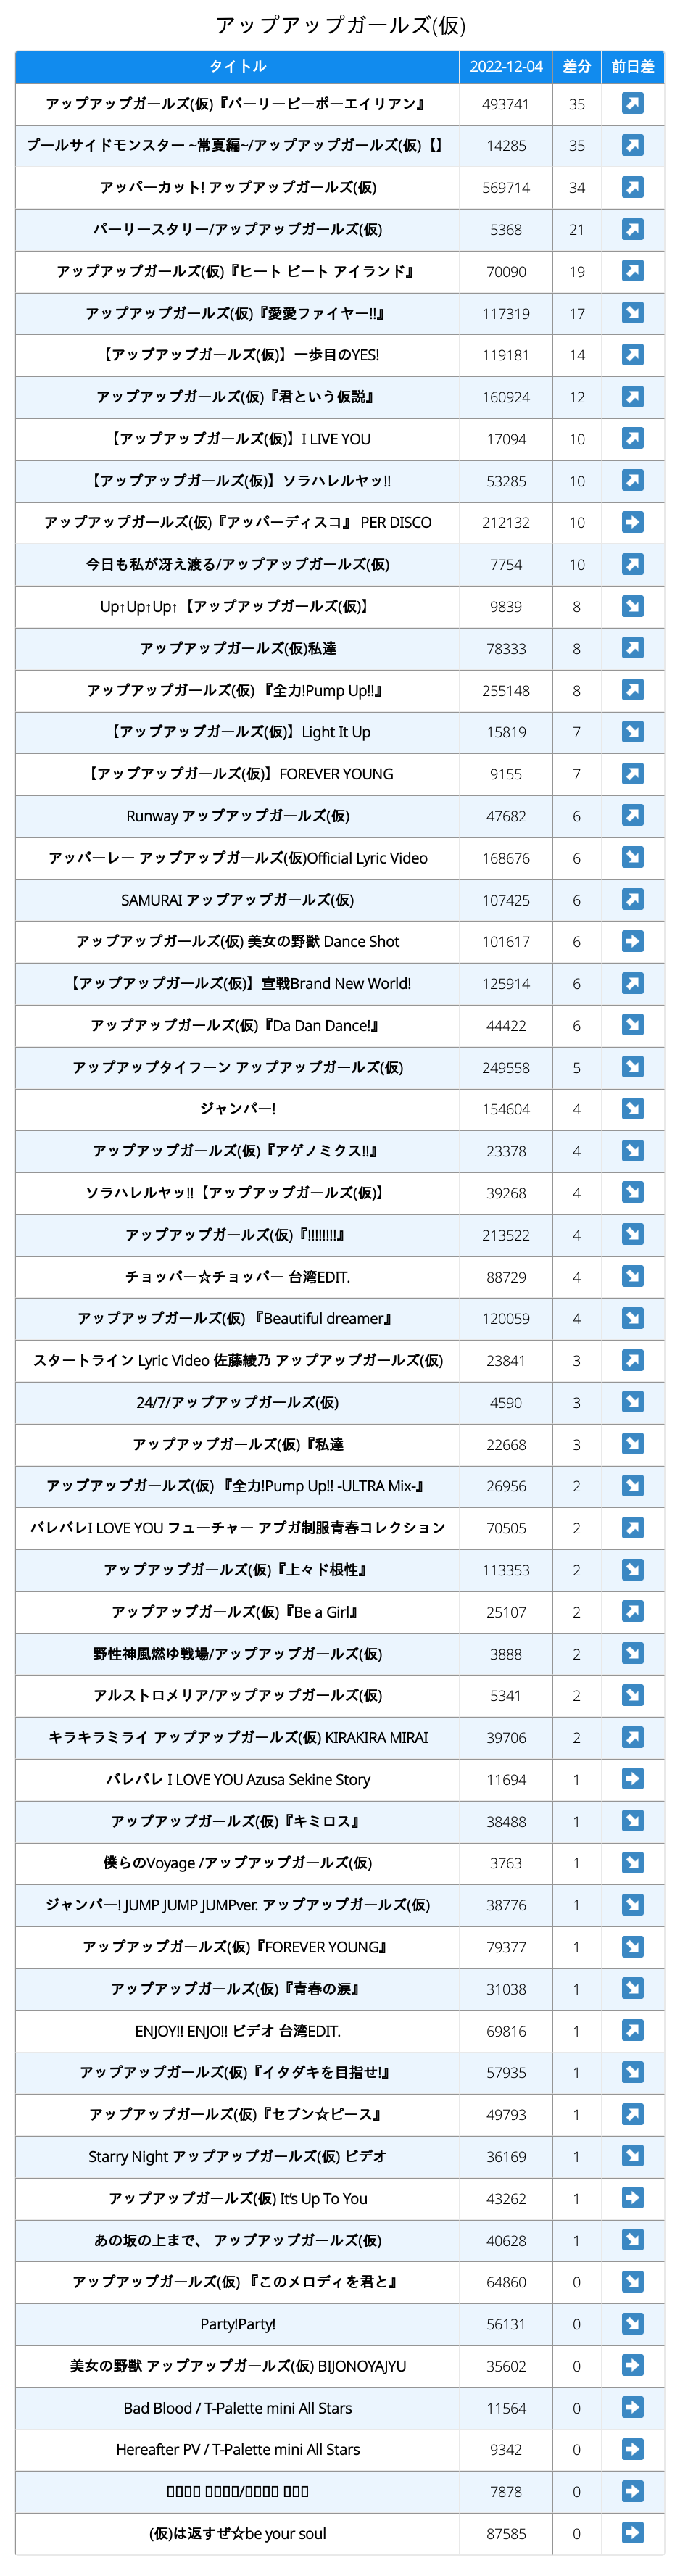 アップアップガールズ(仮)
タイトル 2022-12-04 差分 前日差
アップアップガールズ(仮)『パーリーピーポーエイリアン』 493741 35
プールサイドモンスター ~常夏編~/アップアップガールズ(仮)【】 14285 35
アッパーカット! アップアップガールズ(仮) 569714 34
パーリースタリー/アップアップガールズ(仮) 5368 21
アップアップガールズ(仮)『ヒート ビート アイランド』 70090 19
アップアップガールズ(仮)『愛愛ファイヤー!!』 117319 17
【アップアップガールズ(仮)】一歩目のYES! 119181 14
アップアップガールズ(仮)『君という仮説』 160924 12
【アップアップガールズ(仮)】I LIVE YOU 17094 10
【アップアップガールズ(仮)】ソラハレルヤッ!! 53285 10
アップアップガールズ(仮)『アッパーディスコ』 PER DISCO 212132 10
今日も私が冴え渡る/アップアップガールズ(仮) 7754 10
Up↑Up↑Up↑【アップアップガールズ(仮)】 9839 8
アップアップガールズ(仮)私達 78333 8
アップアップガールズ(仮) 『全力!Pump Up!!』 255148 8
【アップアップガールズ(仮)】Light It Up 15819 7
【アップアップガールズ(仮)】FOREVER YOUNG 9155 7
Runway アップアップガールズ(仮) 47682 6
アッパーレー アップアップガールズ(仮)Official Lyric Video 168676 6
SAMURAI アップアップガールズ(仮) 107425 6
アップアップガールズ(仮) 美女の野獣 Dance Shot 101617 6
【アップアップガールズ(仮)】宣戦Brand New World! 125914 6
アップアップガールズ(仮)『Da Dan Dance!』 44422 6
アップアップタイフーン アップアップガールズ(仮) 249558 5
ジャンパー! 154604 4
アップアップガールズ(仮)『アゲノミクス!!』 23378 4
ソラハレルヤッ!!【アップアップガールズ(仮)】 39268 4
アップアップガールズ(仮)『!!!!!!!!』 213522 4
チョッパー☆チョッパー 台湾EDIT. 88729 4
アップアップガールズ(仮) 『Beautiful dreamer』 120059 4
スタートライン Lyric Video 佐藤綾乃 アップアップガールズ(仮) 23841 3
24/7/アップアップガールズ(仮) 4590 3
アップアップガールズ(仮)『私達 22668 3
アップアップガールズ(仮) 『全力!Pump Up!! -ULTRA Mix-』 26956 2
バレバレI LOVE YOU フューチャー アプガ制服青春コレクション 70505 2
アップアップガールズ(仮)『上々ド根性』 113353 2
アップアップガールズ(仮)『Be a Girl』 25107 2
野性神風燃ゆ戦場/アップアップガールズ(仮) 3888 2
アルストロメリア/アップアップガールズ(仮) 5341 2
キラキラミライ アップアップガールズ(仮) KIRAKIRA MIRAI 39706 2
バレバレ I LOVE YOU Azusa Sekine Story 11694 1
アップアップガールズ(仮)『キミロス』 38488 1
僕らのVoyage /アップアップガールズ(仮) 3763 1
ジャンパー! JUMP JUMP JUMPver. アップアップガールズ(仮) 38776 1
アップアップガールズ(仮)『FOREVER YOUNG』 79377 1
アップアップガールズ(仮)『青春の涙』 31038 1
ENJOY!! ENJO!! ビデオ 台湾EDIT. 69816 1
アップアップガールズ(仮)『イタダキを目指せ!』 57935 1
アップアップガールズ(仮)『セブン☆ピース』 49793 1
Starry Night アップアップガールズ(仮) ビデオ 36169 1
アップアップガールズ(仮) It's Up To You 43262 1
あの坂の上まで、 アップアップガールズ(仮) 40628 1
アップアップガールズ(仮) 『このメロディを君と』 64860 0
Party!Party! 56131 0
美女の野獣 アップアップガールズ(仮) BIJONOYAJYU 35602 0
Bad Blood / T-Palette mini All Stars 11564 0
Hereafter PV / T-Palette mini All Stars 9342 0
7878 0
(仮)は返すぜ☆be your soul 87585 0